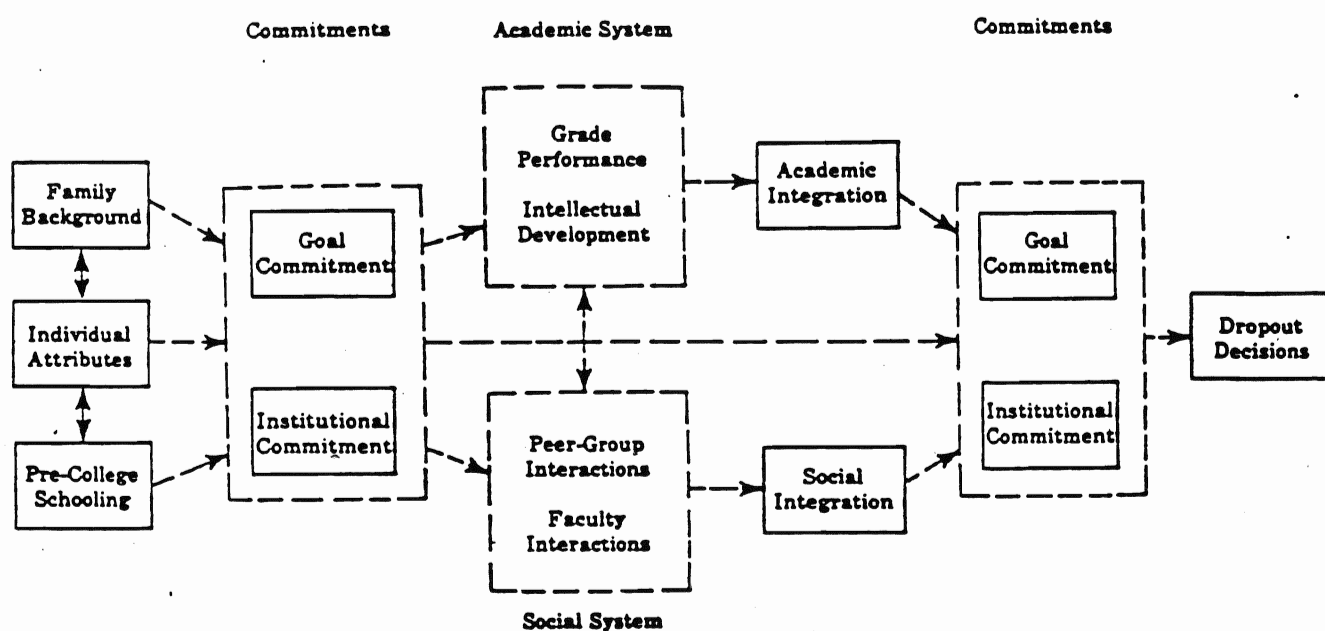 Commitments
Academic System
Commitments
Family
Background
Individual
Attributes
Pre-College
Schooling
Goal
Commitment
Institutional
Commitment
Grade
Performance
Intellectual
Development
Peer-Group
Interactions
Faculty
Interactions
Social System
Academic
Integration
Social
Integration
Goal
Commitment
Institutional
Commitment
Dropout
Decisions